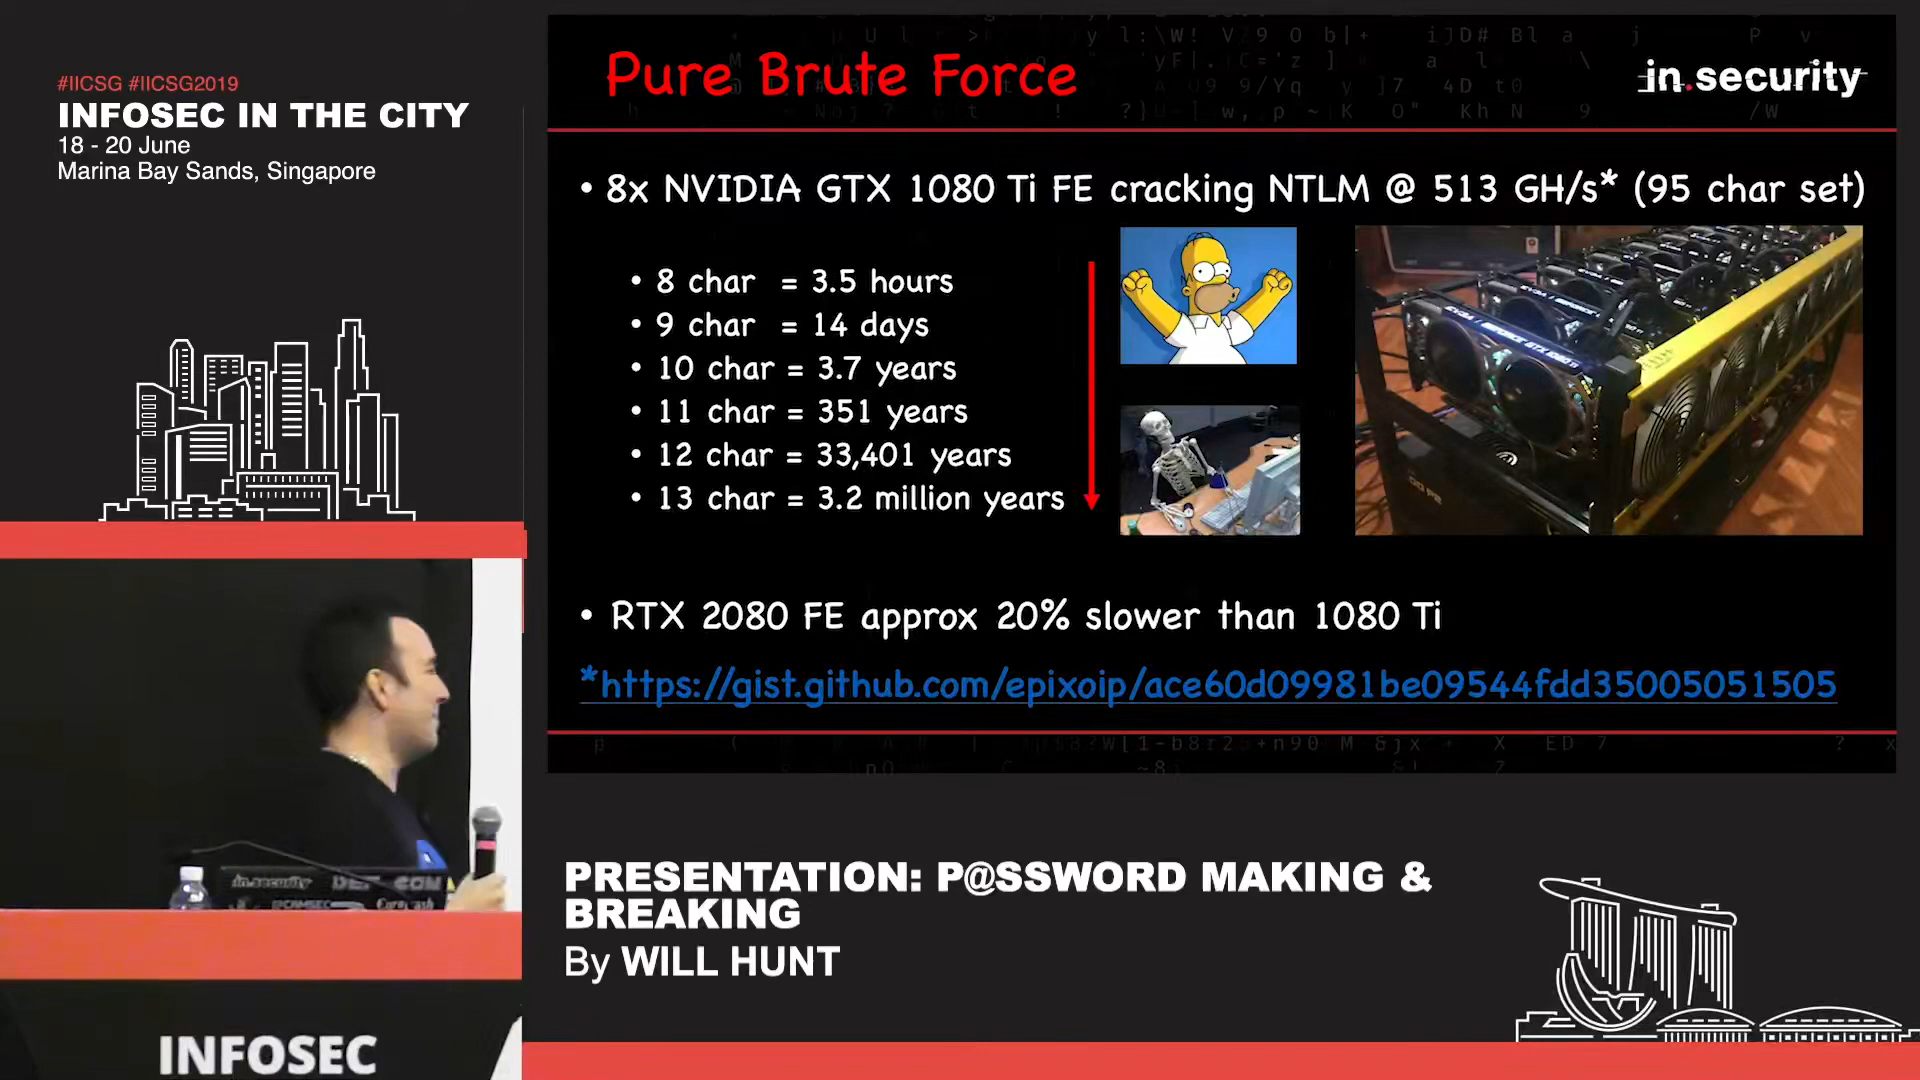 #IICSG #IICSG2019
INFOSEC IN THE CITY
18 - 20 June
Marina Bay Sands, Singapore
Pure Brute Force
in.security
• 8x NVIDIA GTX 1080 Ti FE cracking NTLM @ 513 GH/s* (95 char set)
• 8 char = 3.5 hours
• 9 char = 14 days
• 10 char = 3.7 years
• 11 char = 351 years
• 12 char = 33,401 years
• 13 char = 3.2 million years
• RTX 2080 FE approx 20% slower than 1080 Ti
*https://gist.github.com/epixoip/ace60d09981be09544fdd35005051505
in.security
DEF CON
PRESENTATION: P@SSWORD MAKING &
BREAKING
By WILL HUNT
INFOSEC